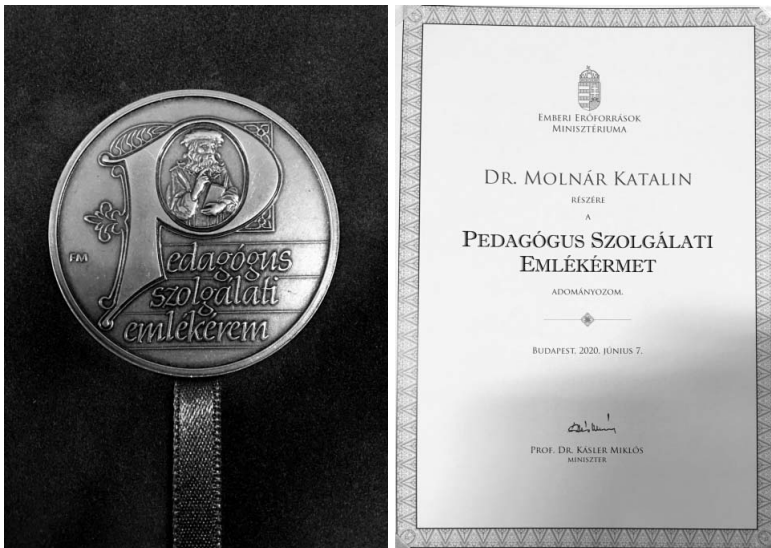 FM
Pedagógus
szolgálati
emlékérem
EMBERI ERŐFORRÁSOK
MINISZTÉRIUMA
DR. MOLNÁR KATALIN
RÉSZÉRE
A
PEDAGÓGUS SZOLGÁLATI
EMLÉKÉRMET
ADOMÁNYOZOM.
BUDAPEST, 2020. JÚNIUS 7.
PROF. DR. KÁSLER MIKLÓS
MINISZTER